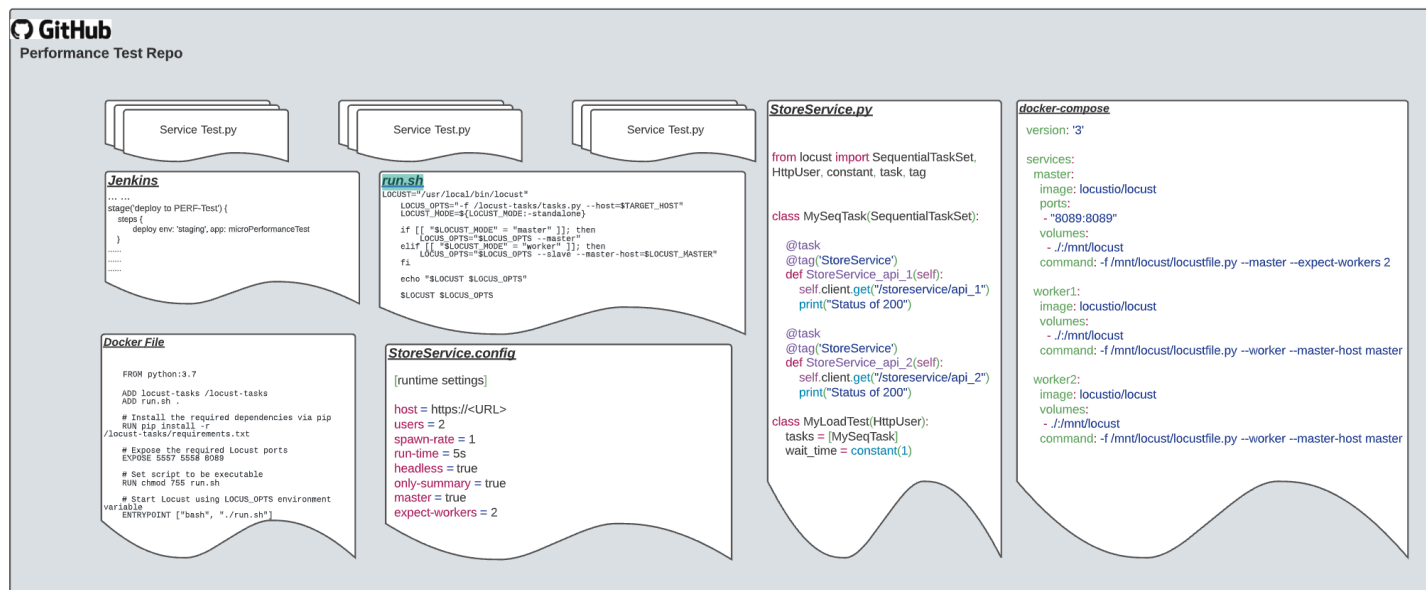 GitHub
Performance Test Repo
Service Test.py
Service Test.py
Service Test.py
Jenkins
... ...
stage('deploy to PERF-Test') {
steps {
deploy env: 'staging', app: microPerformanceTest
}
......
......
......
run.sh
LOCUST="/usr/local/bin/locust"
LOCUS_OPTS="-f /locust-tasks/tasks.py --host=$TARGET_HOST"
LOCUST_MODE=${LOCUST_MODE:-standalone}
if [[ "$LOCUST_MODE" = "master" ]]; then
LOCUS_OPTS="$LOCUS_OPTS --master"
elif [[ "$LOCUST_MODE" = "worker" ]]; then
LOCUS_OPTS="$LOCUS_OPTS --slave --master-host=$LOCUST_MASTER"
fi
echo "$LOCUST $LOCUS_OPTS"
$LOCUST $LOCUS_OPTS
Docker File
FROM python:3.7
ADD locust-tasks /locust-tasks
ADD run.sh .
# Install the required dependencies via pip
RUN pip install -r
/locust-tasks/requirements.txt
# Expose the required Locust ports
EXPOSE 5557 5558 8089
# Set script to be executable
RUN chmod 755 run.sh
# Start Locust using LOCUS_OPTS environment
variable
ENTRYPOINT ["bash", "./run.sh"]
StoreService.config
[runtime settings]
host = https://<URL>
users = 2
spawn-rate = 1
run-time = 5s
headless = true
only-summary = true
master = true
expect-workers = 2
StoreService.py
from locust import SequentialTaskSet,
HttpUser, constant, task, tag
class MySeqTask(SequentialTaskSet):
@task
@tag('StoreService')
def StoreService_api_1(self):
self.client.get("/storeservice/api_1")
print("Status of 200")
@task
@tag('StoreService')
def StoreService_api_2(self):
self.client.get("/storeservice/api_2")
print("Status of 200")
class MyLoadTest(HttpUser):
tasks = [MySeqTask]
wait_time = constant(1)
docker-compose
version: '3'
services:
master:
image: locustio/locust
ports:
- "8089:8089"
volumes:
- ./:/mnt/locust
command: -f /mnt/locust/locustfile.py --master --expect-workers 2
worker1:
image: locustio/locust
volumes:
- ./:/mnt/locust
command: -f /mnt/locust/locustfile.py --worker --master-host master
worker2:
image: locustio/locust
volumes:
- ./:/mnt/locust
command: -f /mnt/locust/locustfile.py --worker --master-host master